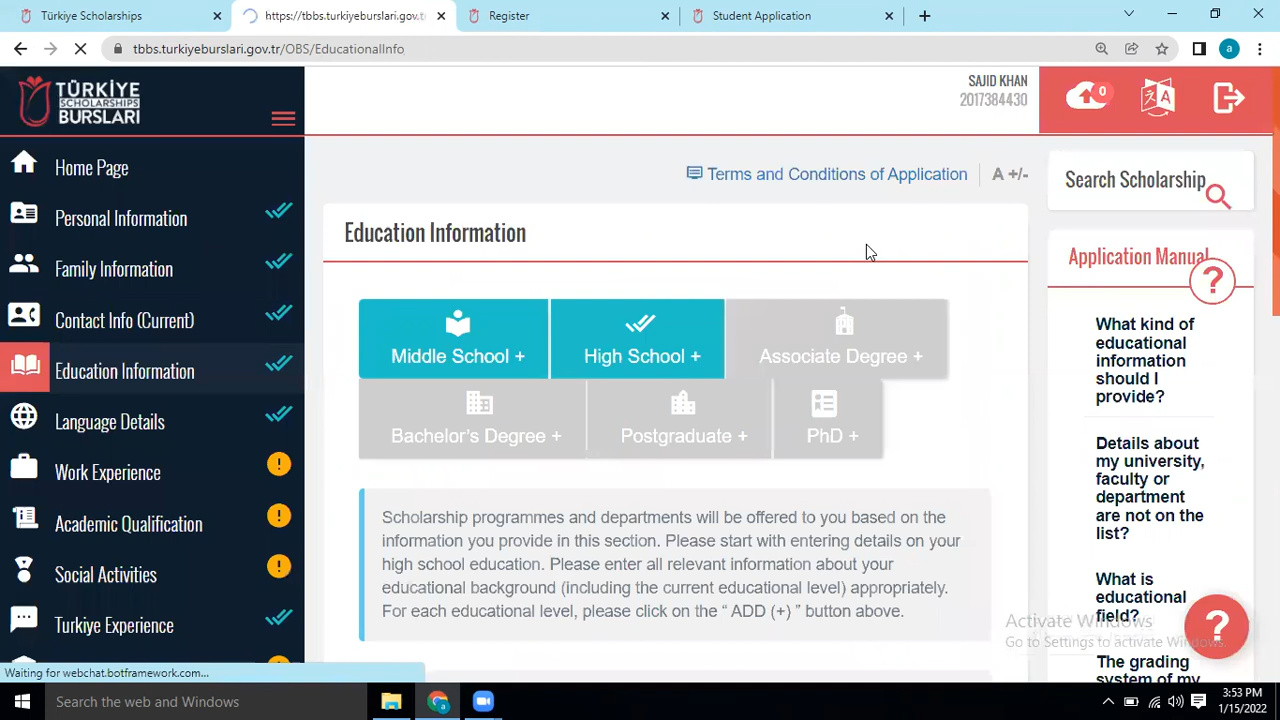 Türkiye Scholarships
https://tbbs.turkiyeburslari.gov.t
Register
Student Application
tbbs.turkiyeburslari.gov.tr/OBS/EducationalInfo
a
TÜRKİYE
SCHOLARSHIPS
BURSLARI
SAJID KHAN
2017384430
0
Home Page
Personal Information
Family Information
Contact Info (Current)
Education Information
Language Details
Work Experience
Academic Qualification
Social Activities
Turkiye Experience
Waiting for webchat.botframework.com...
Terms and Conditions of Application
A +/-
Education Information
Middle School +
High School +
Associate Degree +
Bachelor's Degree +
Postgraduate +
PhD +
Scholarship programmes and departments will be offered to you based on the
information you provide in this section. Please start with entering details on your
high school education. Please enter all relevant information about your
educational background (including the current educational level) appropriately.
For each educational level, please click on the “ ADD (+) ” button above.
Search Scholarship
Application Manual
?
What kind of
educational
information
should I
provide?
Details about
my university,
faculty or
department
are not on the
list?
What is
educational
field?
The grading
system of my
?
Activate Windows
Go to Settings to activate Windows.
Search the web and Windows
3:53 PM
1/15/2022